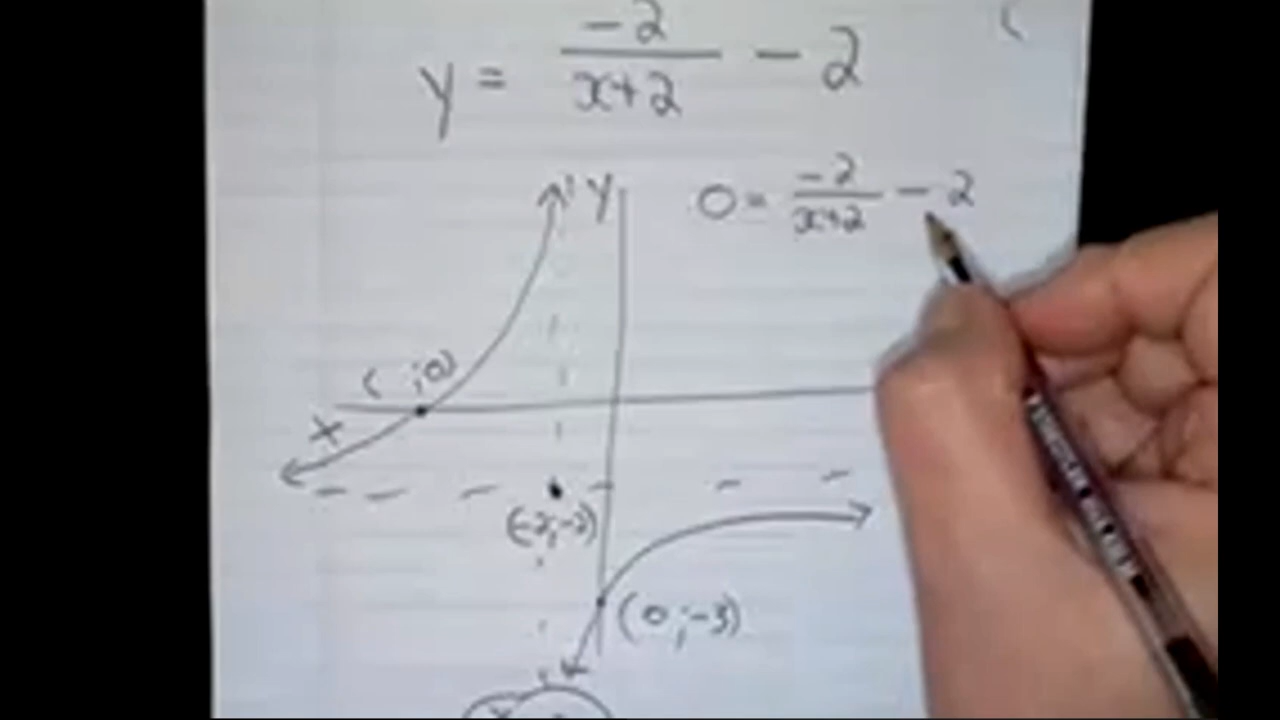 y = -2/(x+2) - 2
y
0 = -2/(x+2) - 2
( ;0)
x
(-2;-2)
(0;-3)